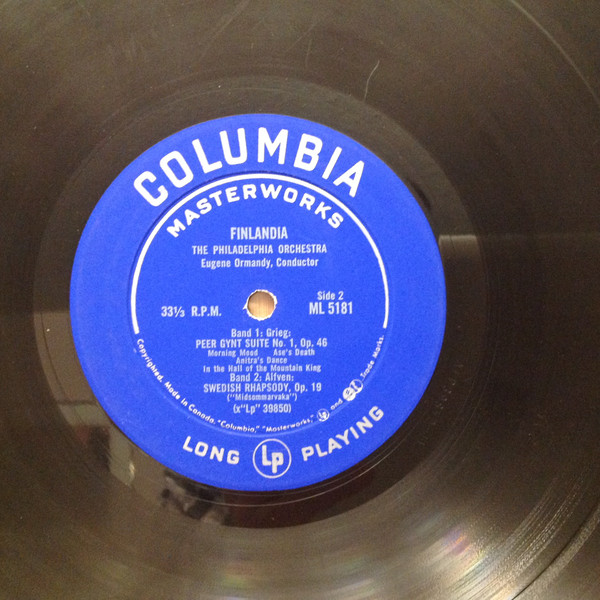 COLUMBIA
MASTERWORKS
FINLANDIA
THE PHILADELPHIA ORCHESTRA
Eugene Ormandy, Conductor
33⅓ R.P.M.
Side 2
ML 5181
Band 1: Grieg:
PEER GYNT SUITE No. 1, Op. 46
Morning Mood Ase's Death
Anitra's Dance
In the Hall of the Mountain King
Band 2: Alfven:
SWEDISH RHAPSODY, Op. 19
("Midsommarvaka")
(x"Lp" 39850)
Copyrighted. Made in Canada. "Columbia," "Masterworks," Lp and Trade Marks.
LONG Lp PLAYING